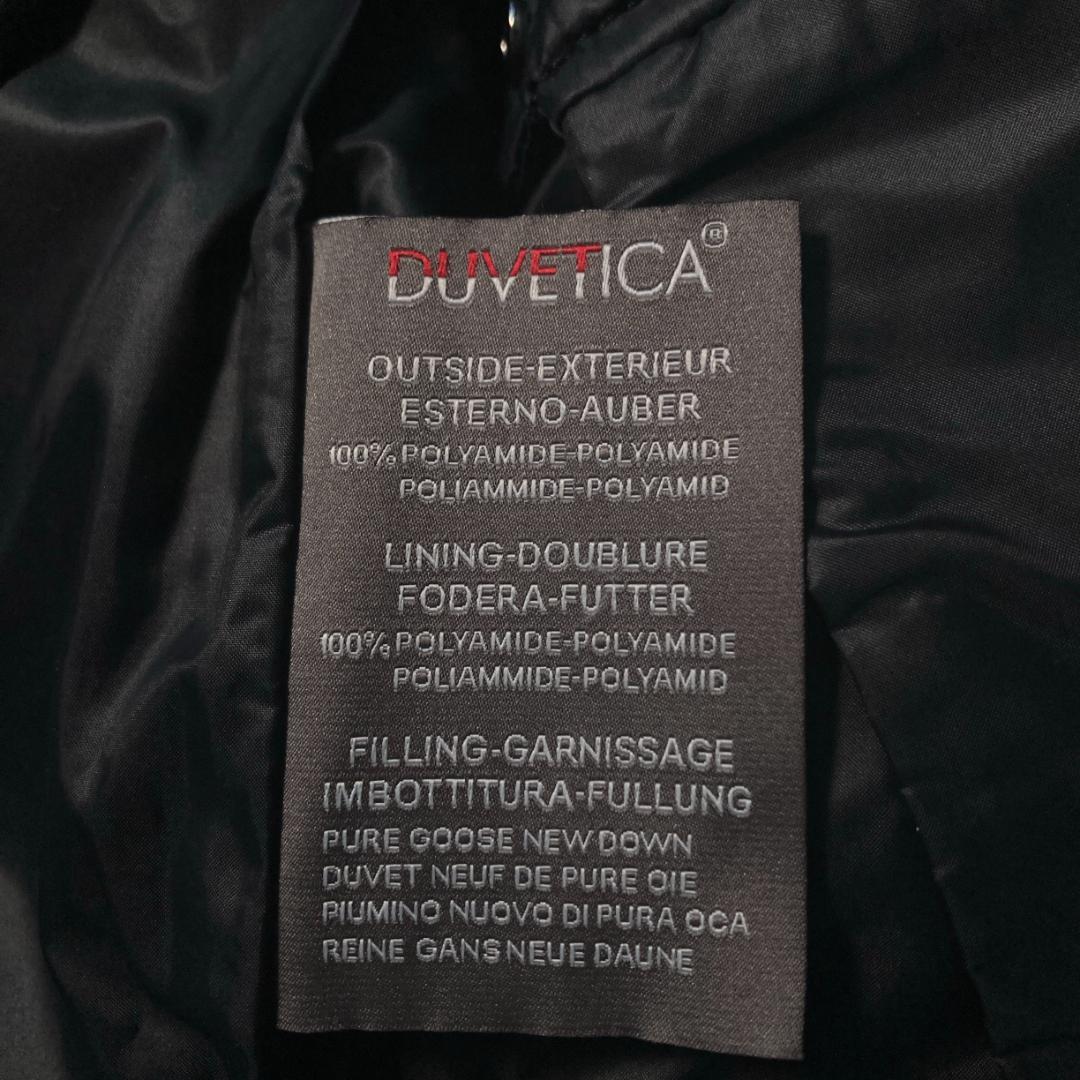 DUVETICA®
OUTSIDE-EXTERIEUR
ESTERNO-AUBER
100% POLYAMIDE-POLYAMIDE
POLIAMMIDE-POLYAMID
LINING-DOUBLURE
FODERA-FUTTER
100% POLYAMIDE-POLYAMIDE
POLIAMMIDE-POLYAMID
FILLING-GARNISSAGE
IMBOTTITURA-FULLUNG
PURE GOOSE NEW DOWN
DUVET NEUF DE PURE OIE
PIUMINO NUOVO DI PURA OCA
REINE GANS NEUE DAUNE